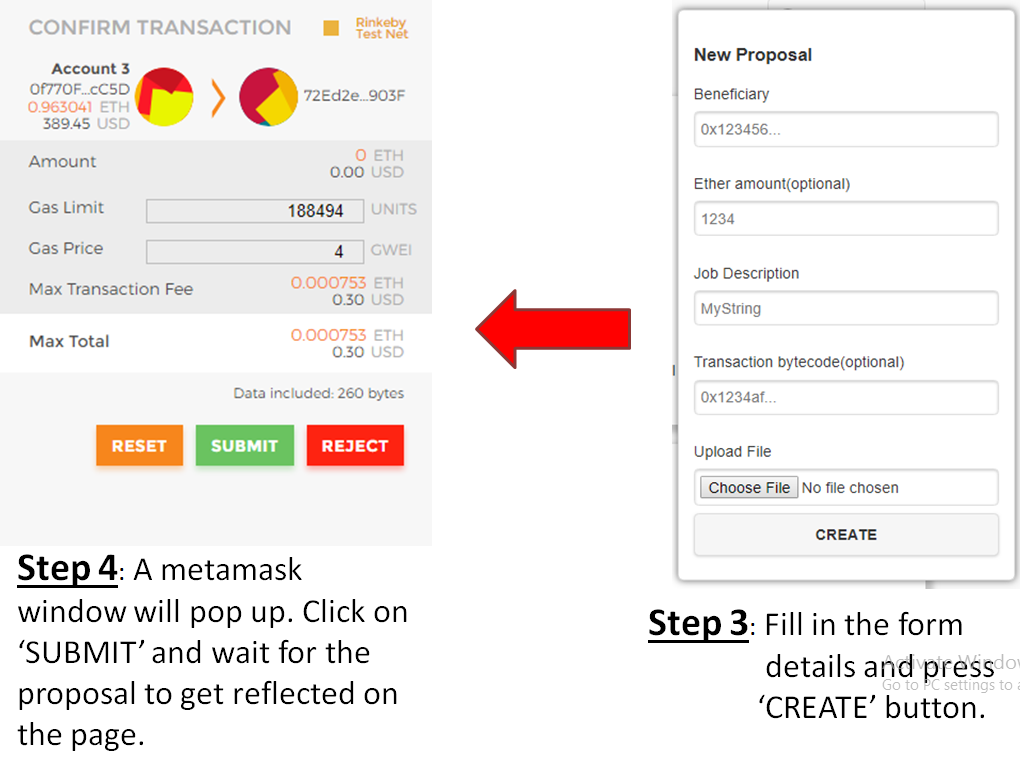 CONFIRM TRANSACTION
Rinkeby
Test Net
Account 3
0f770F...cC5D
0.963041 ETH
389.45 USD
72Ed2e...903F
Amount
0 ETH
0.00 USD
Gas Limit
188494 UNITS
Gas Price
4 GWEI
Max Transaction Fee
0.000753 ETH
0.30 USD
Max Total
0.000753 ETH
0.30 USD
Data included: 260 bytes
RESET SUBMIT REJECT
Step 4: A metamask
window will pop up. Click on
‘SUBMIT’ and wait for the
proposal to get reflected on
the page.
New Proposal
Beneficiary
0x123456...
Ether amount(optional)
1234
Job Description
MyString
Transaction bytecode(optional)
0x1234af...
Upload File
Choose File No file chosen
CREATE
Step 3: Fill in the form
details and press
‘CREATE’ button.
Activate Windo
Go to PC settings to a